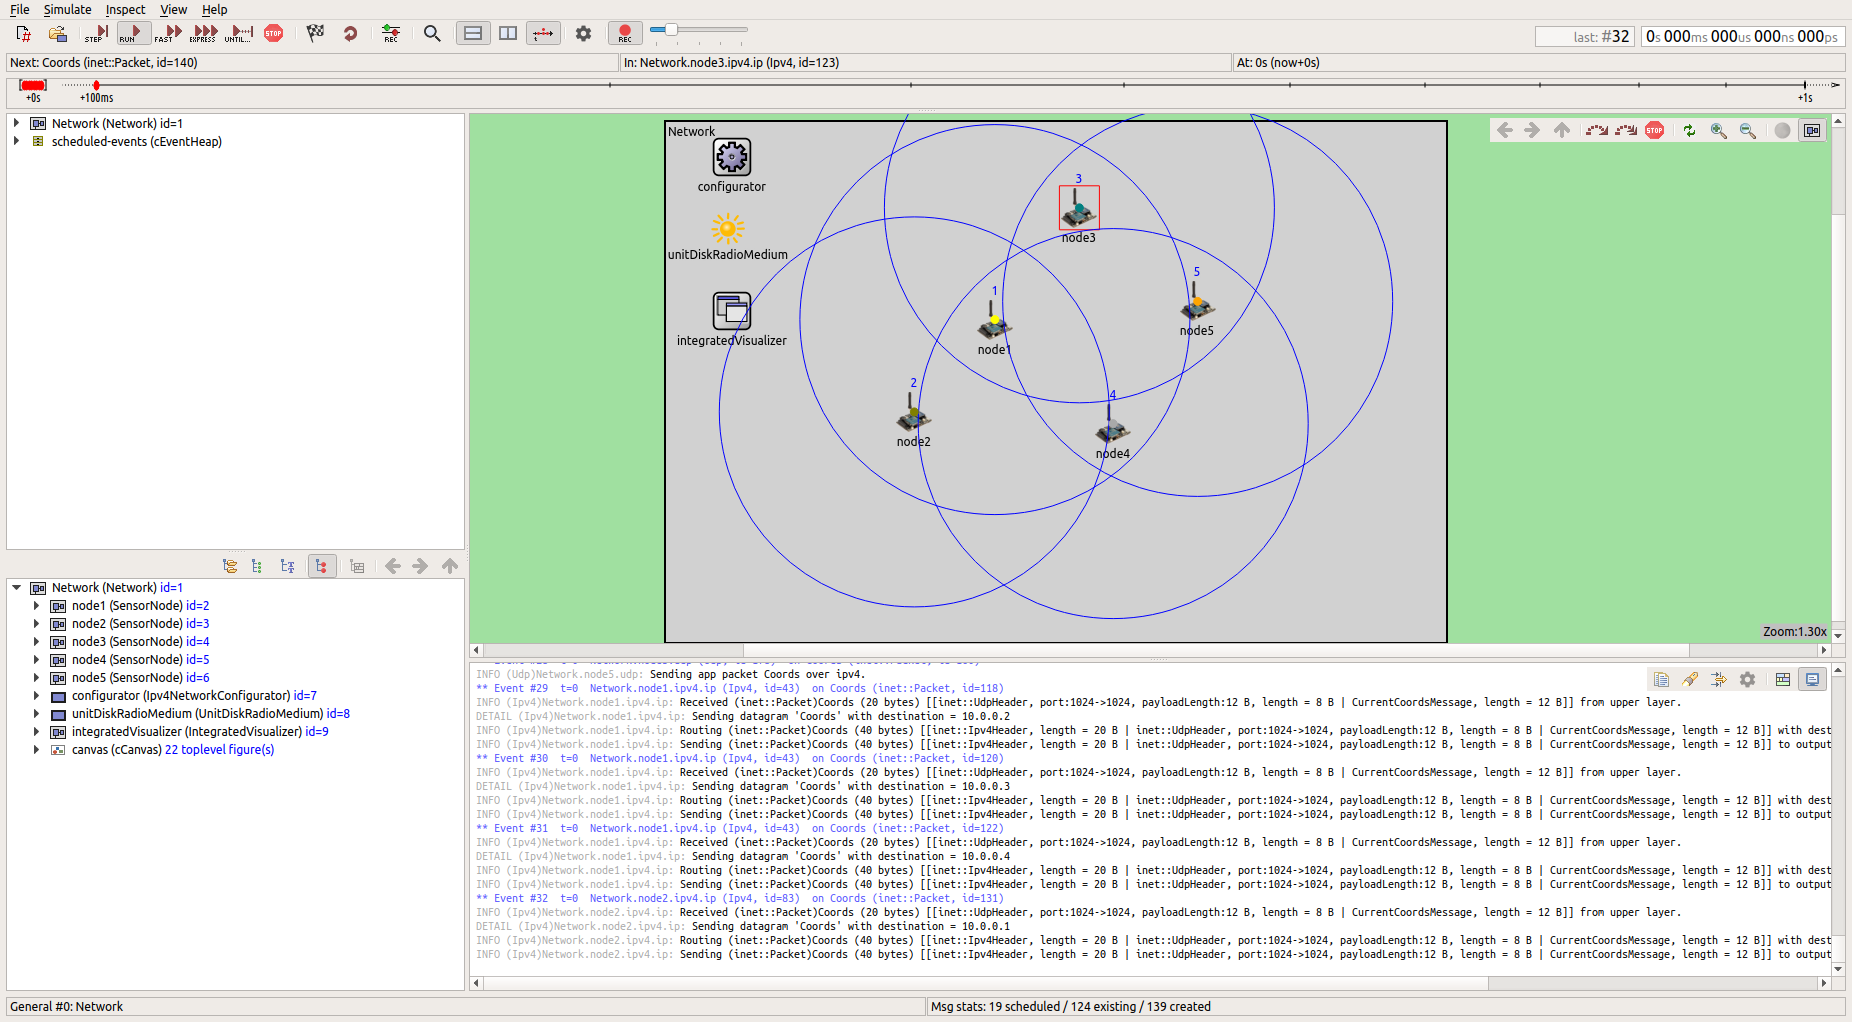 File Simulate Inspect View Help
STEP RUN FAST EXPRESS UNTIL... STOP REC REC last: #32 0s 000ms 000us 000ns 000ps
Next: Coords (inet::Packet, id=140) In: Network.node3.ipv4.ip (Ipv4, id=123) At: 0s (now+0s)
+0s +100ms +1s
Network (Network) id=1
scheduled-events (cEventHeap)
Network (Network) id=1
node1 (SensorNode) id=2
node2 (SensorNode) id=3
node3 (SensorNode) id=4
node4 (SensorNode) id=5
node5 (SensorNode) id=6
configurator (Ipv4NetworkConfigurator) id=7
unitDiskRadioMedium (UnitDiskRadioMedium) id=8
integratedVisualizer (IntegratedVisualizer) id=9
canvas (cCanvas) 22 toplevel figure(s)
Network
STOP
configurator
unitDiskRadioMedium
integratedVisualizer
3
node3
5
node5
1
node1
2
node2
4
node4
Zoom:1.30x
INFO (Udp)Network.node5.udp: Sending app packet Coords over ipv4.
** Event #29 t=0 Network.node1.ipv4.ip (Ipv4, id=43) on Coords (inet::Packet, id=118)
INFO (Ipv4)Network.node1.ipv4.ip: Received (inet::Packet)Coords (20 bytes) [[inet::UdpHeader, port:1024->1024, payloadLength:12 B, length = 8 B | CurrentCoordsMessage, length = 12 B]] from upper layer.
DETAIL (Ipv4)Network.node1.ipv4.ip: Sending datagram 'Coords' with destination = 10.0.0.2
INFO (Ipv4)Network.node1.ipv4.ip: Routing (inet::Packet)Coords (40 bytes) [[inet::Ipv4Header, length = 20 B | inet::UdpHeader, port:1024->1024, payloadLength:12 B, length = 8 B | CurrentCoordsMessage, length = 12 B]] with dest
INFO (Ipv4)Network.node1.ipv4.ip: Sending (inet::Packet)Coords (40 bytes) [[inet::Ipv4Header, length = 20 B | inet::UdpHeader, port:1024->1024, payloadLength:12 B, length = 8 B | CurrentCoordsMessage, length = 12 B]] to output
** Event #30 t=0 Network.node1.ipv4.ip (Ipv4, id=43) on Coords (inet::Packet, id=120)
INFO (Ipv4)Network.node1.ipv4.ip: Received (inet::Packet)Coords (20 bytes) [[inet::UdpHeader, port:1024->1024, payloadLength:12 B, length = 8 B | CurrentCoordsMessage, length = 12 B]] from upper layer.
DETAIL (Ipv4)Network.node1.ipv4.ip: Sending datagram 'Coords' with destination = 10.0.0.3
INFO (Ipv4)Network.node1.ipv4.ip: Routing (inet::Packet)Coords (40 bytes) [[inet::Ipv4Header, length = 20 B | inet::UdpHeader, port:1024->1024, payloadLength:12 B, length = 8 B | CurrentCoordsMessage, length = 12 B]] with dest
INFO (Ipv4)Network.node1.ipv4.ip: Sending (inet::Packet)Coords (40 bytes) [[inet::Ipv4Header, length = 20 B | inet::UdpHeader, port:1024->1024, payloadLength:12 B, length = 8 B | CurrentCoordsMessage, length = 12 B]] to output
** Event #31 t=0 Network.node1.ipv4.ip (Ipv4, id=43) on Coords (inet::Packet, id=122)
INFO (Ipv4)Network.node1.ipv4.ip: Received (inet::Packet)Coords (20 bytes) [[inet::UdpHeader, port:1024->1024, payloadLength:12 B, length = 8 B | CurrentCoordsMessage, length = 12 B]] from upper layer.
DETAIL (Ipv4)Network.node1.ipv4.ip: Sending datagram 'Coords' with destination = 10.0.0.4
INFO (Ipv4)Network.node1.ipv4.ip: Routing (inet::Packet)Coords (40 bytes) [[inet::Ipv4Header, length = 20 B | inet::UdpHeader, port:1024->1024, payloadLength:12 B, length = 8 B | CurrentCoordsMessage, length = 12 B]] with dest
INFO (Ipv4)Network.node1.ipv4.ip: Sending (inet::Packet)Coords (40 bytes) [[inet::Ipv4Header, length = 20 B | inet::UdpHeader, port:1024->1024, payloadLength:12 B, length = 8 B | CurrentCoordsMessage, length = 12 B]] to output
** Event #32 t=0 Network.node2.ipv4.ip (Ipv4, id=83) on Coords (inet::Packet, id=131)
INFO (Ipv4)Network.node2.ipv4.ip: Received (inet::Packet)Coords (20 bytes) [[inet::UdpHeader, port:1024->1024, payloadLength:12 B, length = 8 B | CurrentCoordsMessage, length = 12 B]] from upper layer.
DETAIL (Ipv4)Network.node2.ipv4.ip: Sending datagram 'Coords' with destination = 10.0.0.1
INFO (Ipv4)Network.node2.ipv4.ip: Routing (inet::Packet)Coords (40 bytes) [[inet::Ipv4Header, length = 20 B | inet::UdpHeader, port:1024->1024, payloadLength:12 B, length = 8 B | CurrentCoordsMessage, length = 12 B]] with dest
INFO (Ipv4)Network.node2.ipv4.ip: Sending (inet::Packet)Coords (40 bytes) [[inet::Ipv4Header, length = 20 B | inet::UdpHeader, port:1024->1024, payloadLength:12 B, length = 8 B | CurrentCoordsMessage, length = 12 B]] to output
General #0: Network Msg stats: 19 scheduled / 124 existing / 139 created